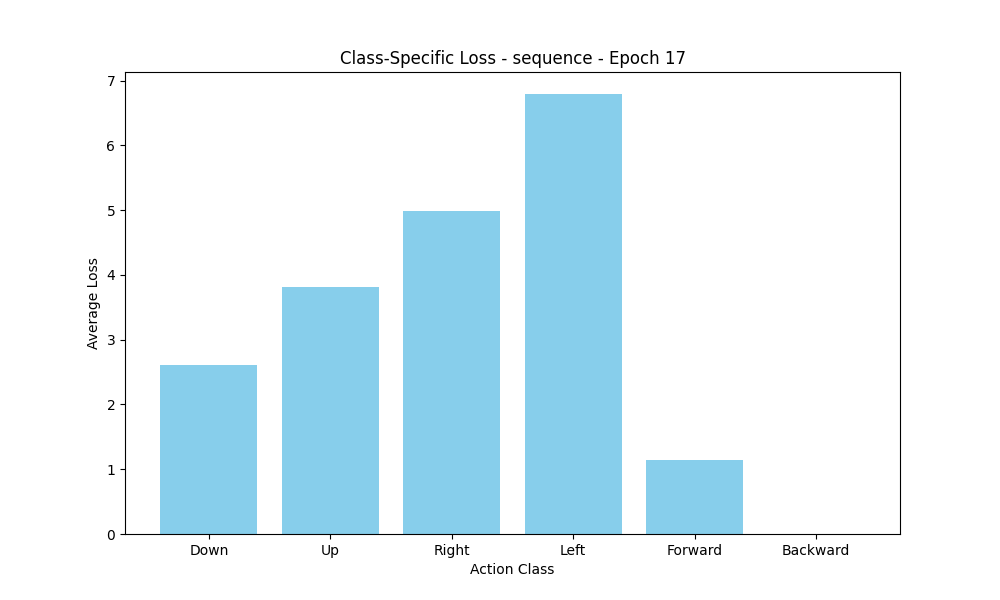 Class-Specific Loss - sequence - Epoch 17
7
6
5
4
3
2
1
0
Average Loss
Down Up Right Left Forward Backward
Action Class